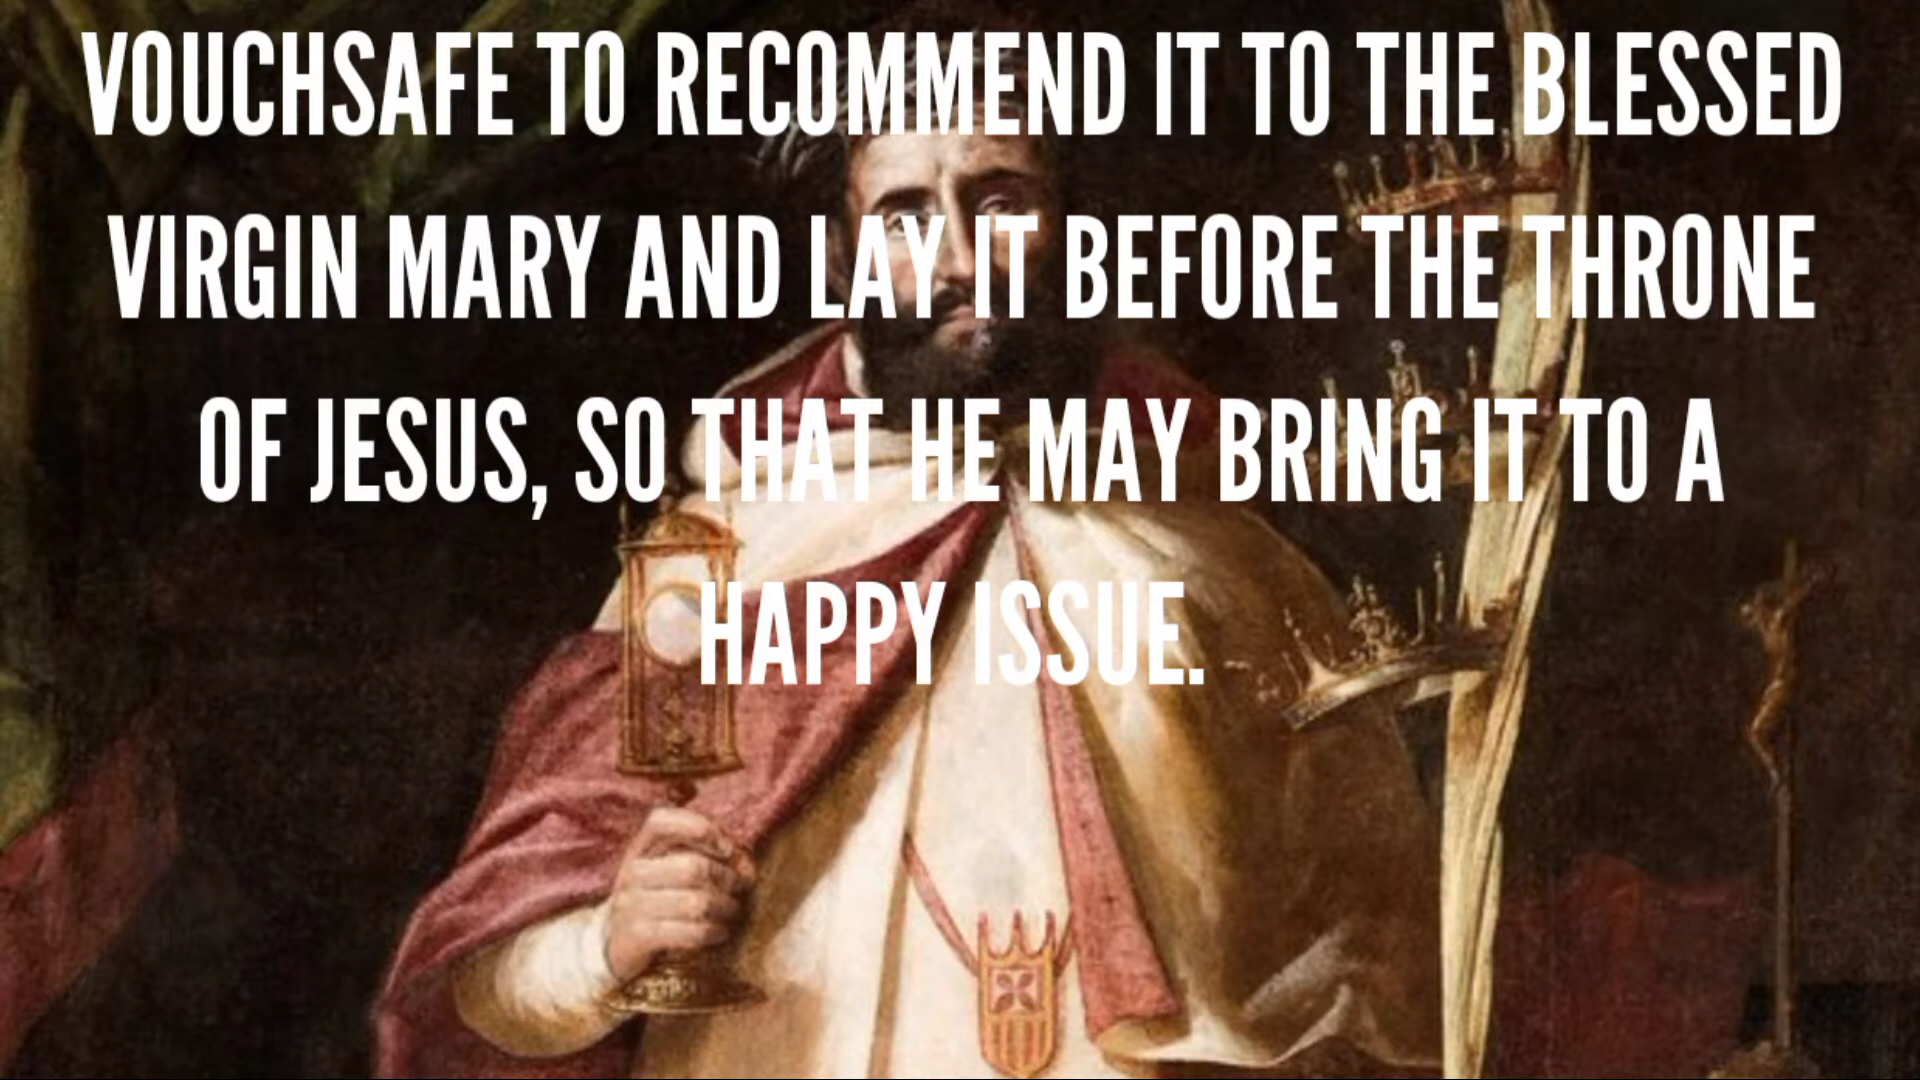 VOUCHSAFE TO RECOMMEND IT TO THE BLESSED
VIRGIN MARY AND LAY IT BEFORE THE THRONE
OF JESUS, SO THAT HE MAY BRING IT TO A
HAPPY ISSUE.